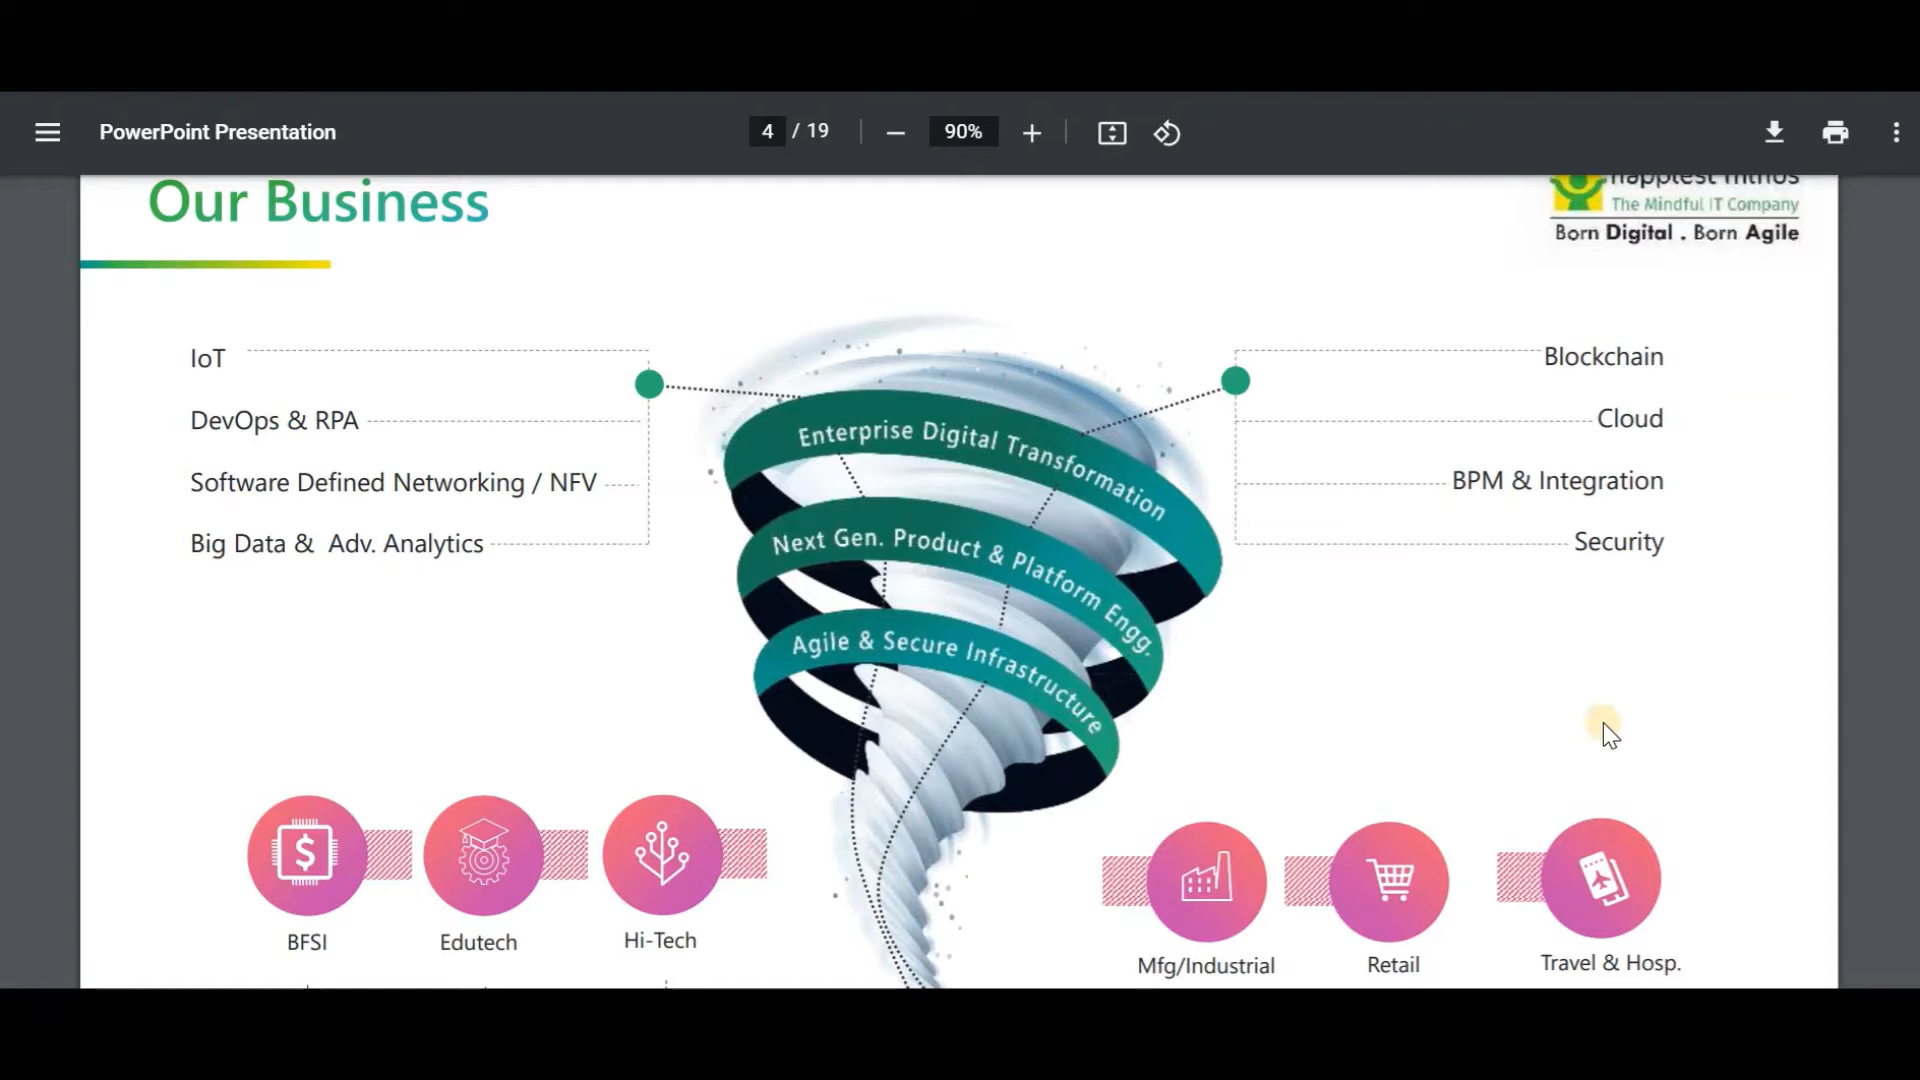 PowerPoint Presentation
4 / 19
90%
Our Business
Happiest Minds
The Mindful IT Company
Born Digital . Born Agile
IoT
DevOps & RPA
Software Defined Networking / NFV
Big Data & Adv. Analytics
Enterprise Digital Transformation
Next Gen. Product & Platform Engg.
Agile & Secure Infrastructure
Blockchain
Cloud
BPM & Integration
Security
$
BFSI
Edutech
Hi-Tech
Mfg/Industrial
Retail
Travel & Hosp.